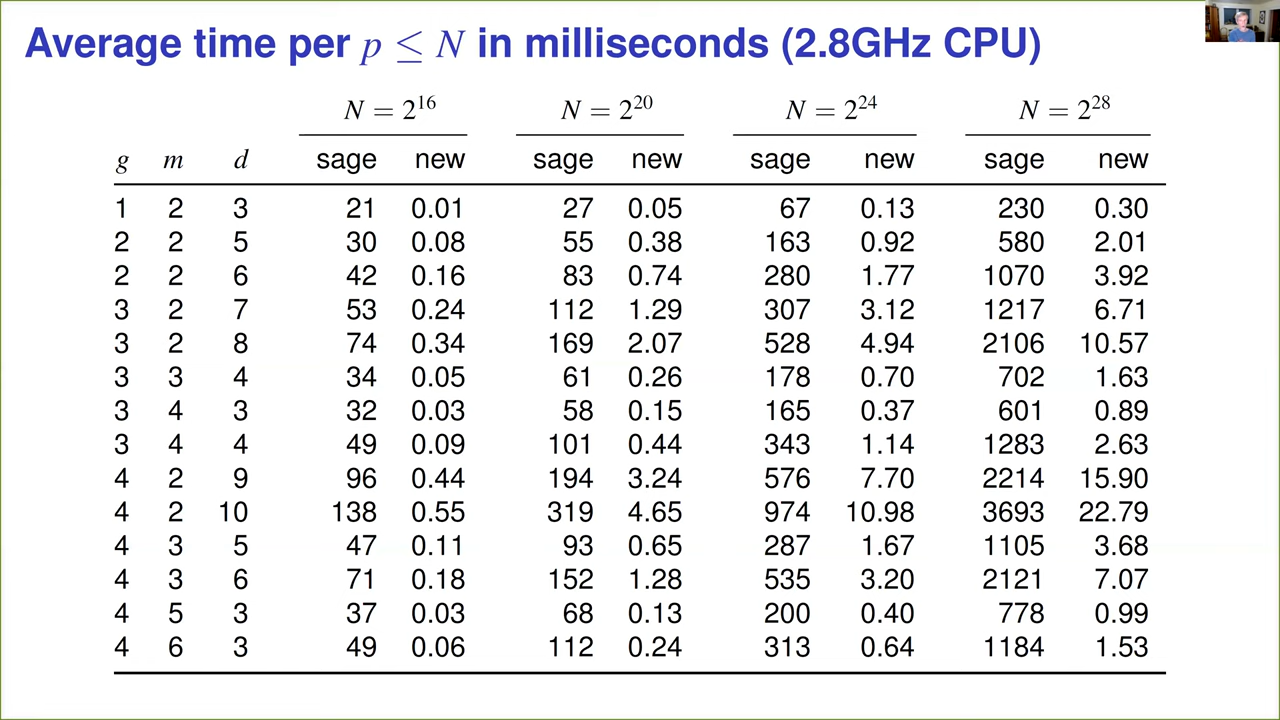 Average time per p ≤ N in milliseconds (2.8GHz CPU)
N = 2^16 N = 2^20 N = 2^24 N = 2^28
g m d sage new sage new sage new sage new
1 2 3 21 0.01 27 0.05 67 0.13 230 0.30
2 2 5 30 0.08 55 0.38 163 0.92 580 2.01
2 2 6 42 0.16 83 0.74 280 1.77 1070 3.92
3 2 7 53 0.24 112 1.29 307 3.12 1217 6.71
3 2 8 74 0.34 169 2.07 528 4.94 2106 10.57
3 3 4 34 0.05 61 0.26 178 0.70 702 1.63
3 4 3 32 0.03 58 0.15 165 0.37 601 0.89
3 4 4 49 0.09 101 0.44 343 1.14 1283 2.63
4 2 9 96 0.44 194 3.24 576 7.70 2214 15.90
4 2 10 138 0.55 319 4.65 974 10.98 3693 22.79
4 3 5 47 0.11 93 0.65 287 1.67 1105 3.68
4 3 6 71 0.18 152 1.28 535 3.20 2121 7.07
4 5 3 37 0.03 68 0.13 200 0.40 778 0.99
4 6 3 49 0.06 112 0.24 313 0.64 1184 1.53